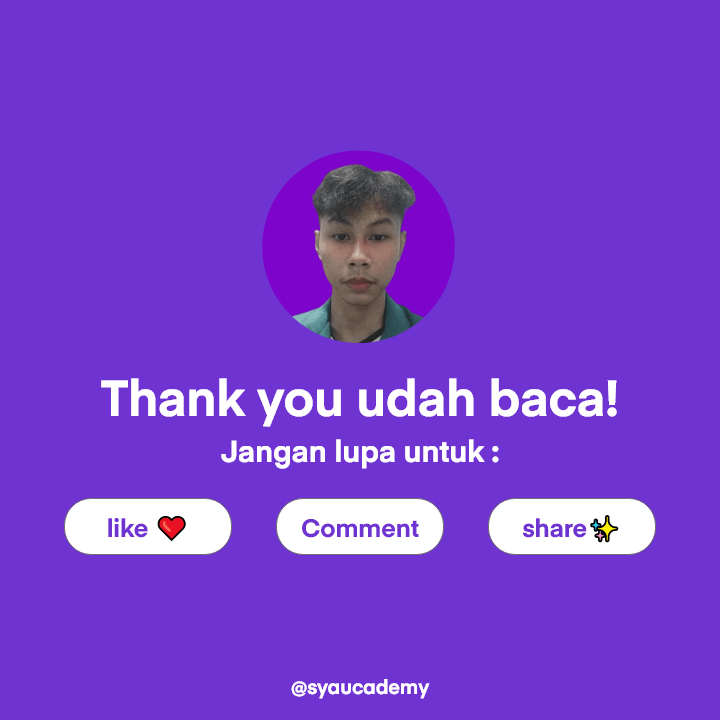 Thank you udah baca!
Jangan lupa untuk :
like ❤️
Comment
share✨
@syaucademy